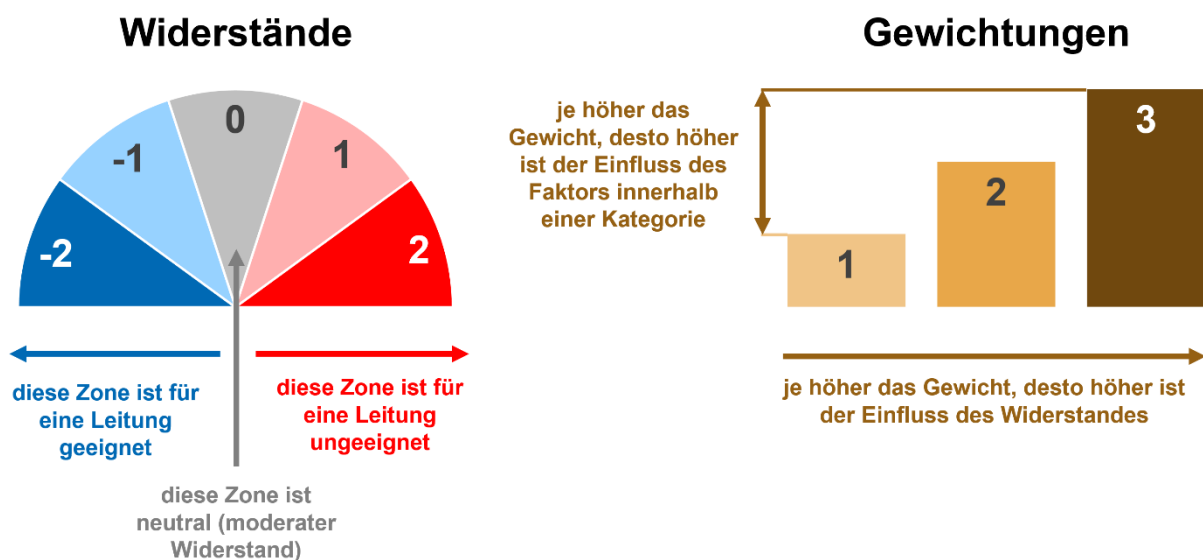 Widerstände
0
-1
1
-2
2
diese Zone ist für
eine Leitung
geeignet
diese Zone ist für
eine Leitung
ungeeignet
diese Zone ist
neutral (moderater
Widerstand)
Gewichtungen
je höher das
Gewicht, desto höher
ist der Einfluss des
Faktors innerhalb
einer Kategorie
1
2
3
je höher das Gewicht, desto höher ist
der Einfluss des Widerstandes